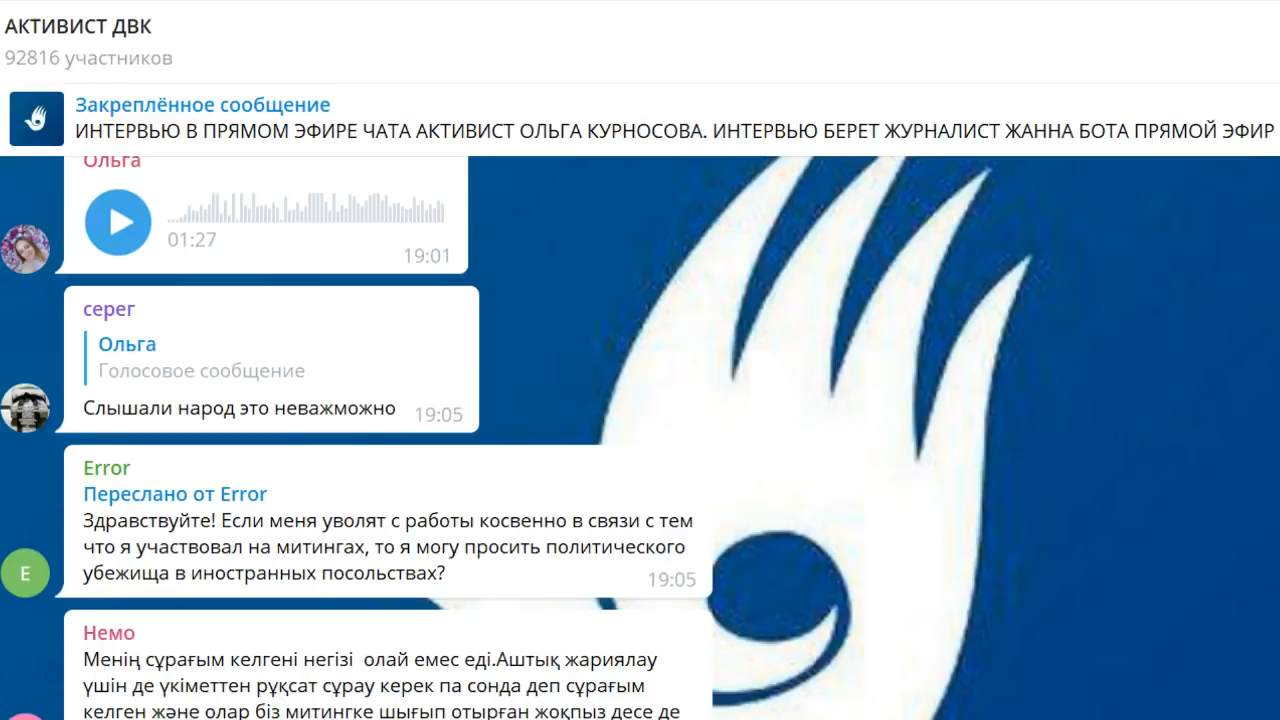 АКТИВИСТ ДВК
92816 участников
Закреплённое сообщение
ИНТЕРВЬЮ В ПРЯМОМ ЭФИРЕ ЧАТА АКТИВИСТ ОЛЬГА КУРНОСОВА. ИНТЕРВЬЮ БЕРЕТ ЖУРНАЛИСТ ЖАННА БОТА ПРЯМОЙ ЭФИР
Ольга
01:27
19:01
серег
Ольга
Голосовое сообщение
Слышали народ это неважможно
19:05
Error
Переслано от Error
Здравствуйте! Если меня уволят с работы косвенно в связи с тем
что я участвовал на митингах, то я могу просить политического
убежища в иностранных посольствах?
19:05
E
Немо
Менің сұрағым келгені негізі олай емес еді.Аштық жариялау
үшін де үкіметтен рұқсат сұрау керек па сонда деп сұрағым
келген және олар біз митингке шығып отырған жоқпыз десе де